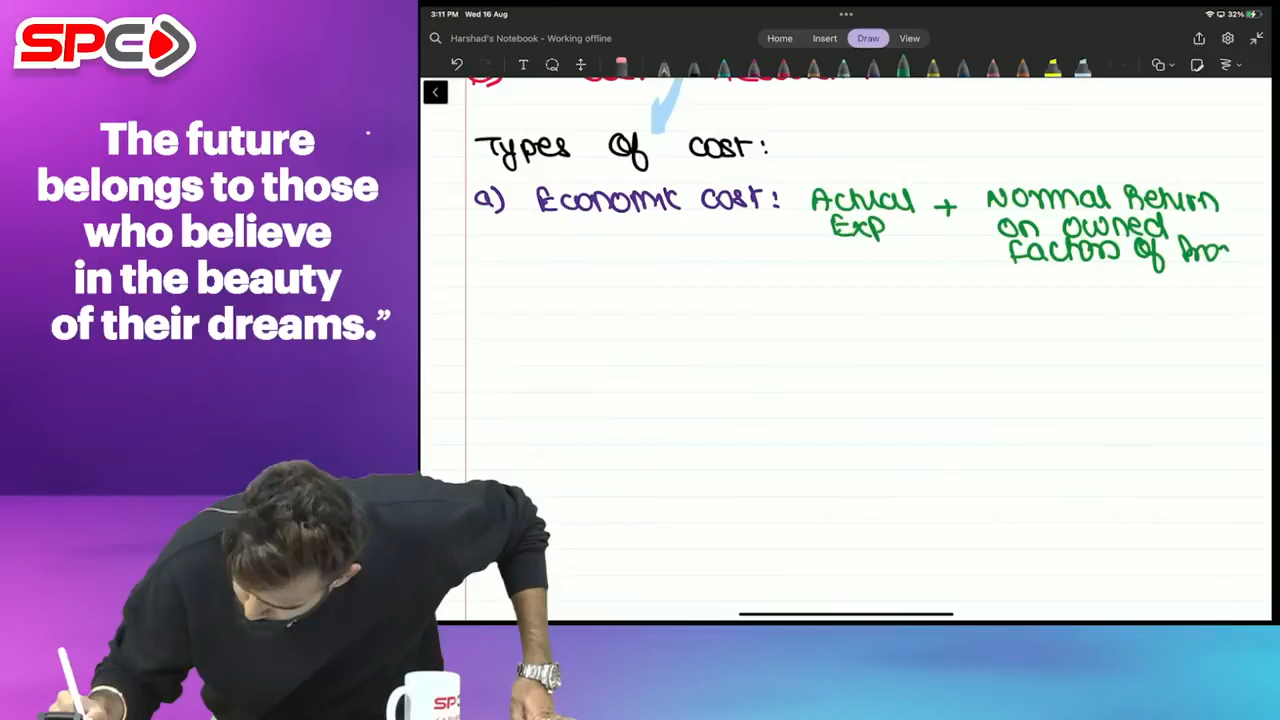 SPC
The future
belongs to those
who believe
in the beauty
of their dreams.”
3:11 PM Wed 16 Aug
32%
Harshad's Notebook - Working offline
Home Insert Draw View
Types Of cost:
a) Economic cost: Actual + Normal Return
Exp on owned
Factors Of Pro
SPC